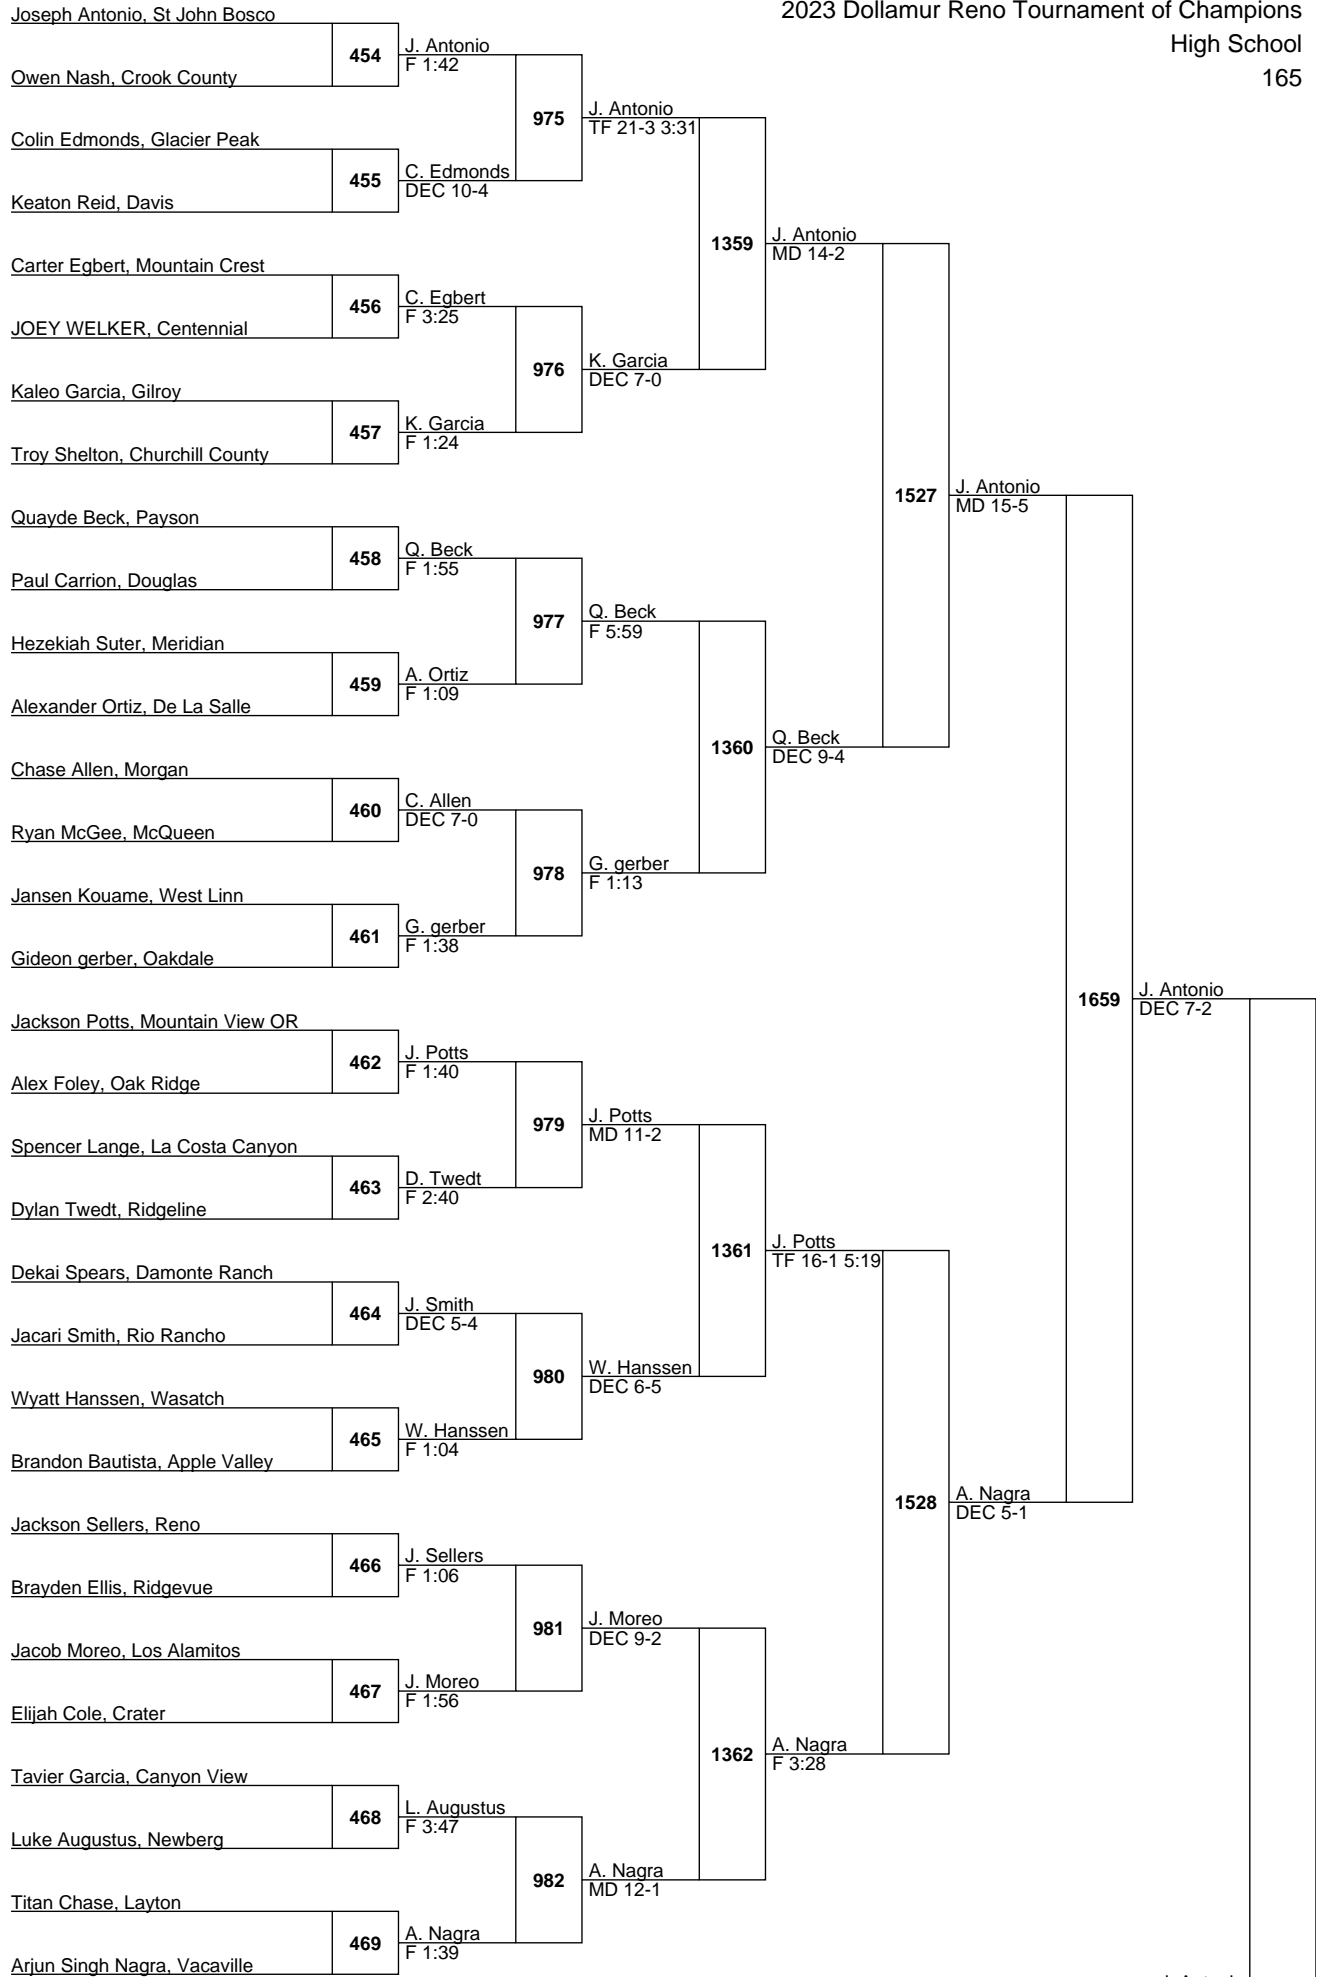 2023 Dollamur Reno Tournament of Champions
High School
165
Joseph Antonio, St John Bosco
454
Owen Nash, Crook County
Colin Edmonds, Glacier Peak
455
Keaton Reid, Davis
Carter Egbert, Mountain Crest
456
JOEY WELKER, Centennial
Kaleo Garcia, Gilroy
457
Troy Shelton, Churchill County
Quayde Beck, Payson
458
Paul Carrion, Douglas
Hezekiah Suter, Meridian
459
Alexander Ortiz, De La Salle
Chase Allen, Morgan
460
Ryan McGee, McQueen
Jansen Kouame, West Linn
461
Gideon gerber, Oakdale
Jackson Potts, Mountain View OR
462
Alex Foley, Oak Ridge
Spencer Lange, La Costa Canyon
463
Dylan Twedt, Ridgeline
Dekai Spears, Damonte Ranch
464
Jacari Smith, Rio Rancho
Wyatt Hanssen, Wasatch
465
Brandon Bautista, Apple Valley
Jackson Sellers, Reno
466
Brayden Ellis, Ridgevue
Jacob Moreo, Los Alamitos
467
Elijah Cole, Crater
Tavier Garcia, Canyon View
468
Luke Augustus, Newberg
Titan Chase, Layton
469
Arjun Singh Nagra, Vacaville
J. Antonio
F 1:42
975
C. Edmonds
DEC 10-4
C. Egbert
F 3:25
976
K. Garcia
F 1:24
Q. Beck
F 1:55
977
A. Ortiz
F 1:09
C. Allen
DEC 7-0
978
G. gerber
F 1:38
J. Potts
F 1:40
979
D. Twedt
F 2:40
J. Smith
DEC 5-4
980
W. Hanssen
F 1:04
J. Sellers
F 1:06
981
J. Moreo
F 1:56
L. Augustus
F 3:47
982
A. Nagra
F 1:39
J. Antonio
TF 21-3 3:31
1359
K. Garcia
DEC 7-0
Q. Beck
F 5:59
1360
G. gerber
F 1:13
J. Potts
MD 11-2
1361
W. Hanssen
DEC 6-5
J. Moreo
DEC 9-2
1362
A. Nagra
MD 12-1
J. Antonio
MD 14-2
1527
Q. Beck
DEC 9-4
J. Potts
TF 16-1 5:19
1528
A. Nagra
F 3:28
J. Antonio
MD 15-5
1659
A. Nagra
DEC 5-1
J. Antonio
DEC 7-2